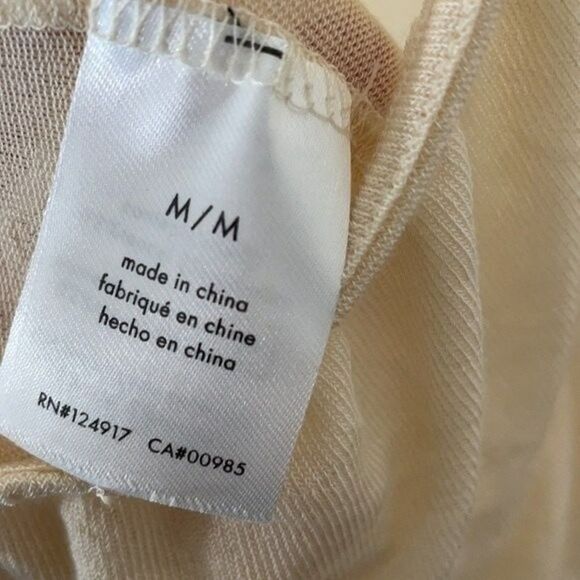 M/M
made in china
fabriqué en chine
hecho en china
RN#124917 CA#00985